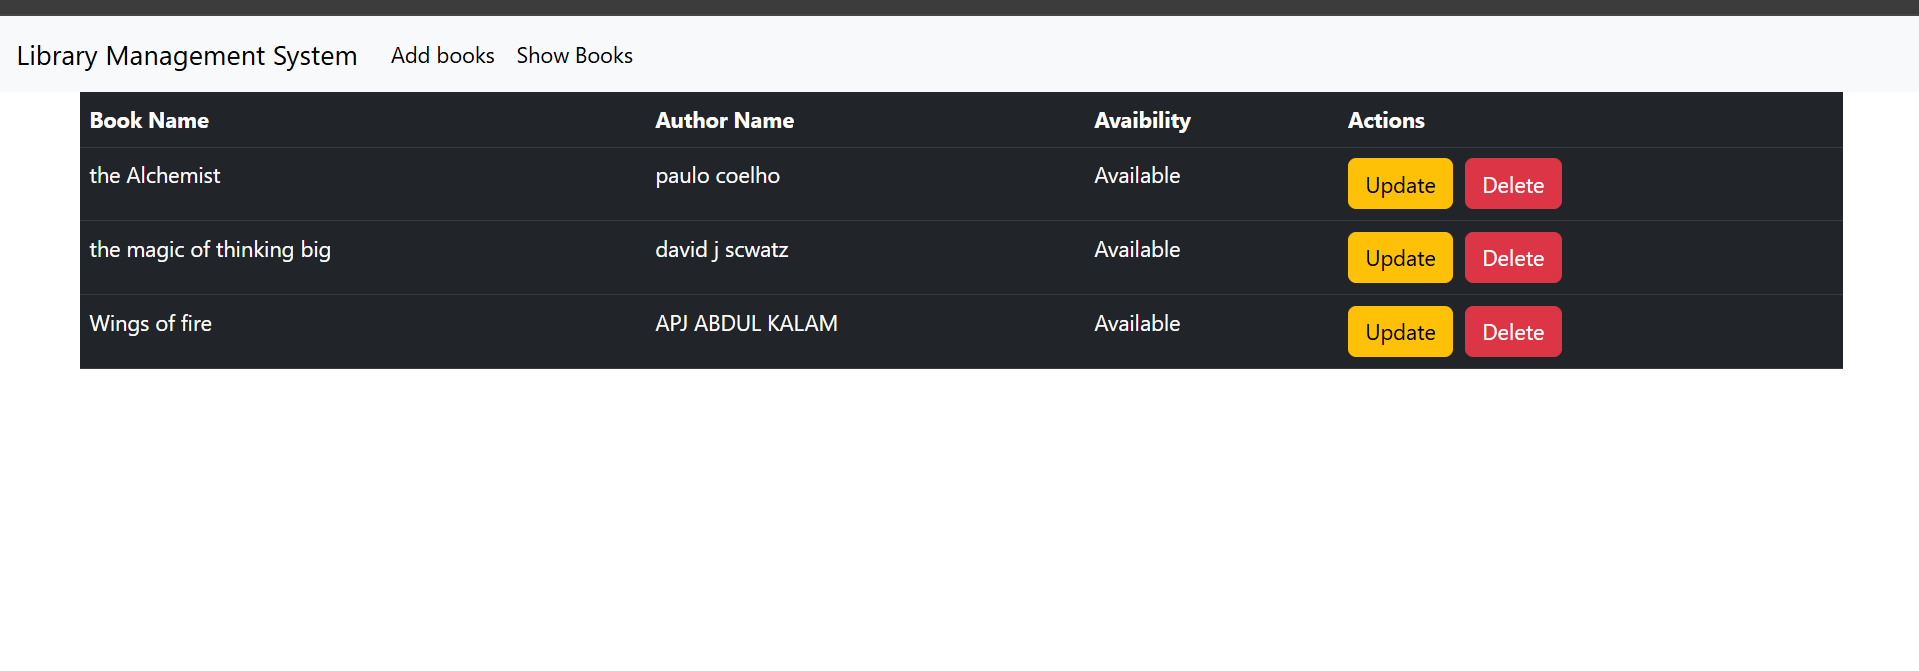 Library Management System Add books Show Books
Book Name Author Name Avaibility Actions
the Alchemist paulo coelho Available Update Delete
the magic of thinking big david j scwatz Available Update Delete
Wings of fire APJ ABDUL KALAM Available Update Delete